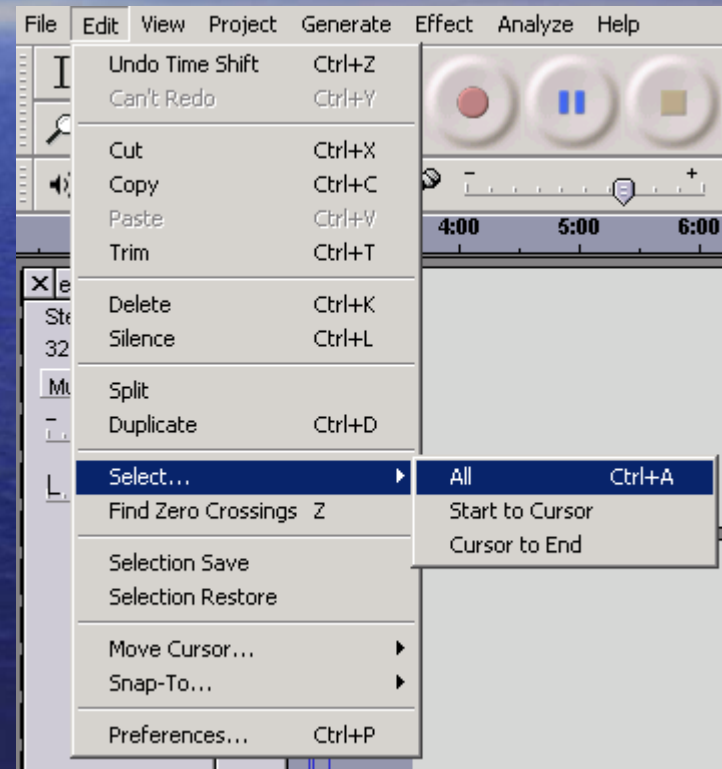 File Edit View Project Generate Effect Analyze Help
Undo Time Shift Ctrl+Z
Can't Redo Ctrl+Y
Cut Ctrl+X
Copy Ctrl+C
Paste Ctrl+V
Trim Ctrl+T
Delete Ctrl+K
Silence Ctrl+L
Split
Duplicate Ctrl+D
Select...
Find Zero Crossings Z
Selection Save
Selection Restore
Move Cursor...
Snap-To...
Preferences... Ctrl+P
All Ctrl+A
Start to Cursor
Cursor to End
- +
4:00 5:00 6:00
X e
Ste
32
Mu
-
L